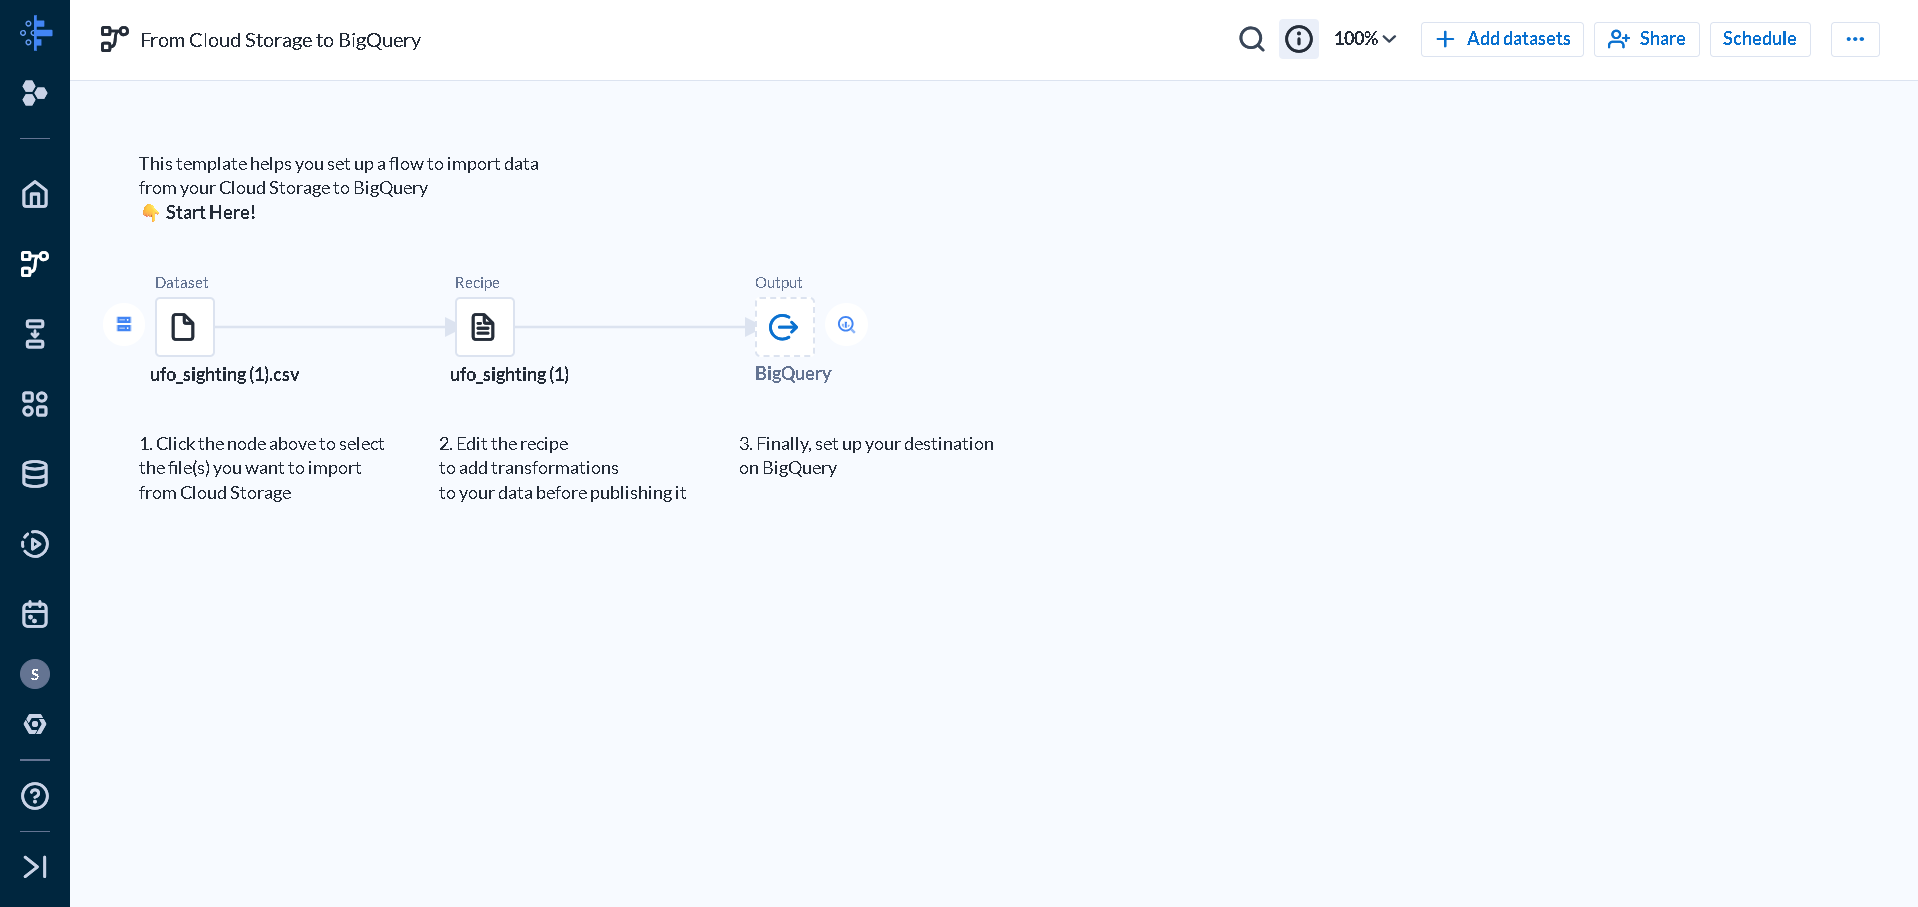 From Cloud Storage to BigQuery
100%
Add datasets
Share
Schedule
This template helps you set up a flow to import data
from your Cloud Storage to BigQuery
👇 Start Here!
Dataset
Recipe
Output
ufo_sighting (1).csv
ufo_sighting (1)
BigQuery
1. Click the node above to select
the file(s) you want to import
from Cloud Storage
2. Edit the recipe
to add transformations
to your data before publishing it
3. Finally, set up your destination
on BigQuery
S